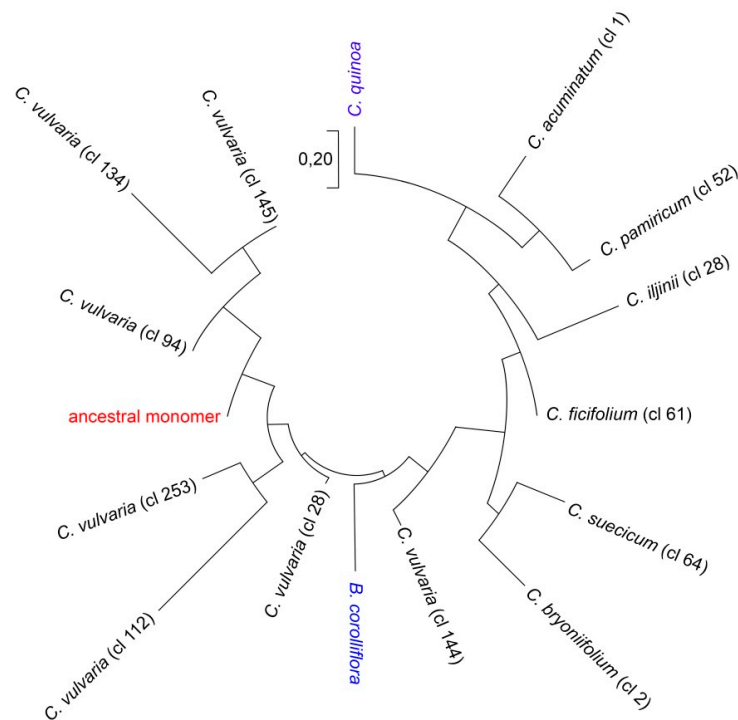 C. quinoa
C. acuminatum (cl 1)
C. vulvaria (cl 134)
C. vulvaria (cl 145)
0,20
C. pamiricum (cl 52)
C. iljinii (cl 28)
C. vulvaria (cl 94)
ancestral monomer
C. ficifolium (cl 61)
C. vulvaria (cl 253)
C. suecicum (cl 64)
C. vulvaria (cl 28)
C. vulvaria (cl 144)
C. vulvaria (cl 112)
B. corolliflora
C. bryoniifolium (cl 2)